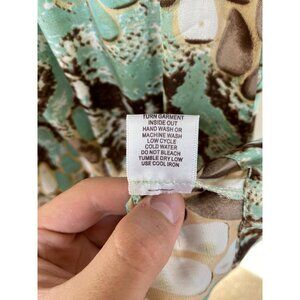 TURN GARMENT
INSIDE OUT
HAND WASH OR
MACHINE WASH
LOW CYCLE
COLD WATER
DO NOT BLEACH
TUMBLE DRY LOW
USE COOL IRON